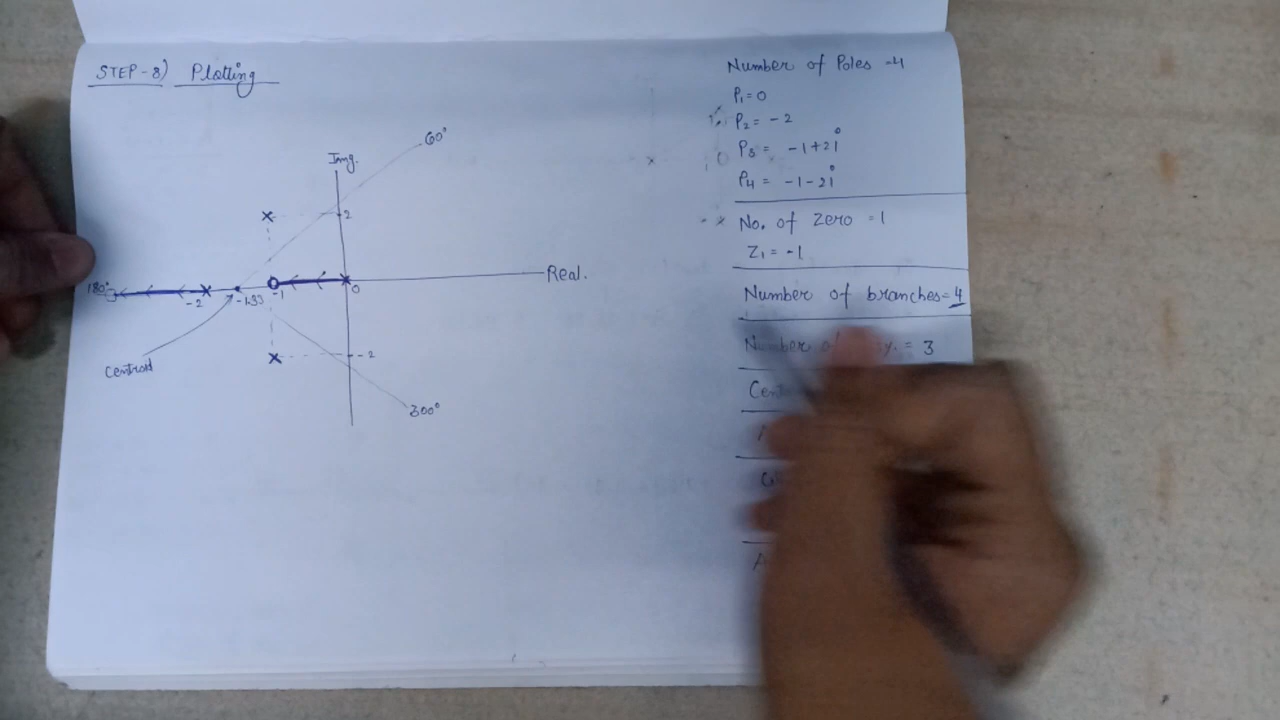 STEP-8) Plotting
60°
Img.
2
Real.
180°
-2
-1.33
-1
0
Centroid
-2
300°
Number of Poles = 4
P₁ = 0
P₂ = -2
P₃ = -1+2i
P₄ = -1-2i
No. of zero = 1
Z₁ = -1
Number of branches = 4
= 3